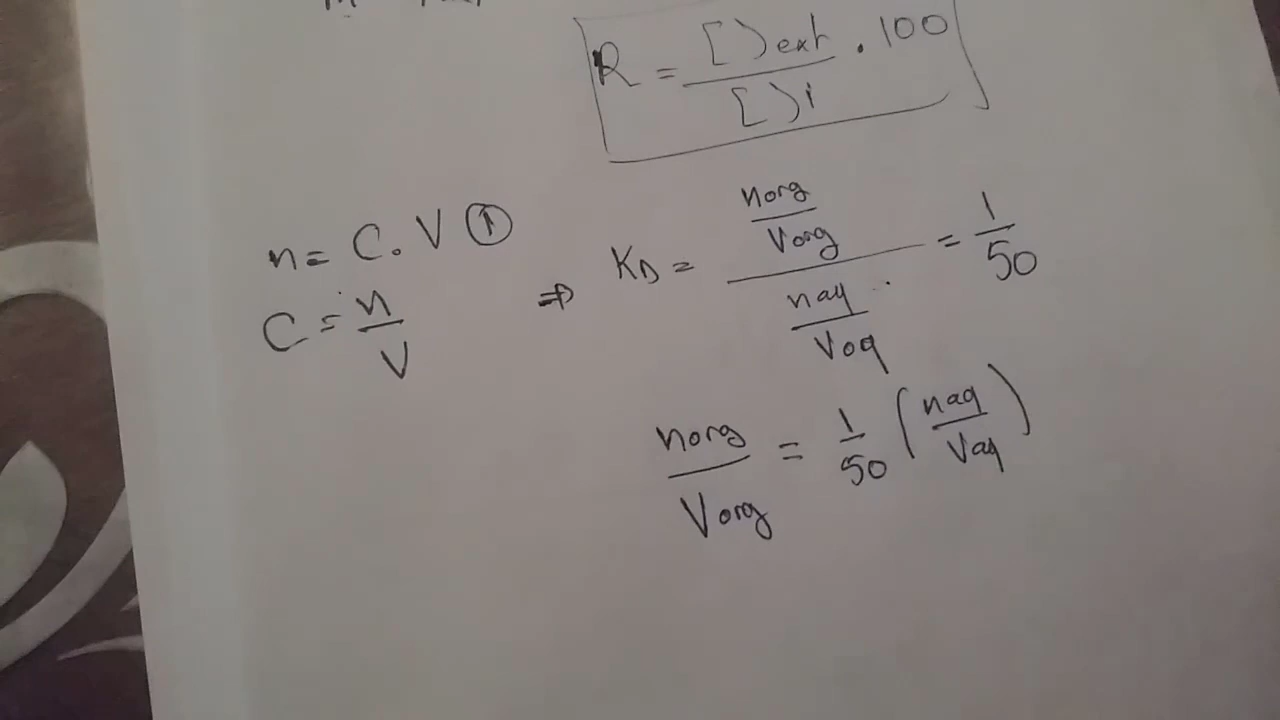 R = [ ) ext / [ ) i . 100
n = C. V ①
C = n / V
⇒ KD = norg / Vorg / naq / Vaq = 1 / 50
norg / Vorg = 1 / 50 ( naq / Vaq )